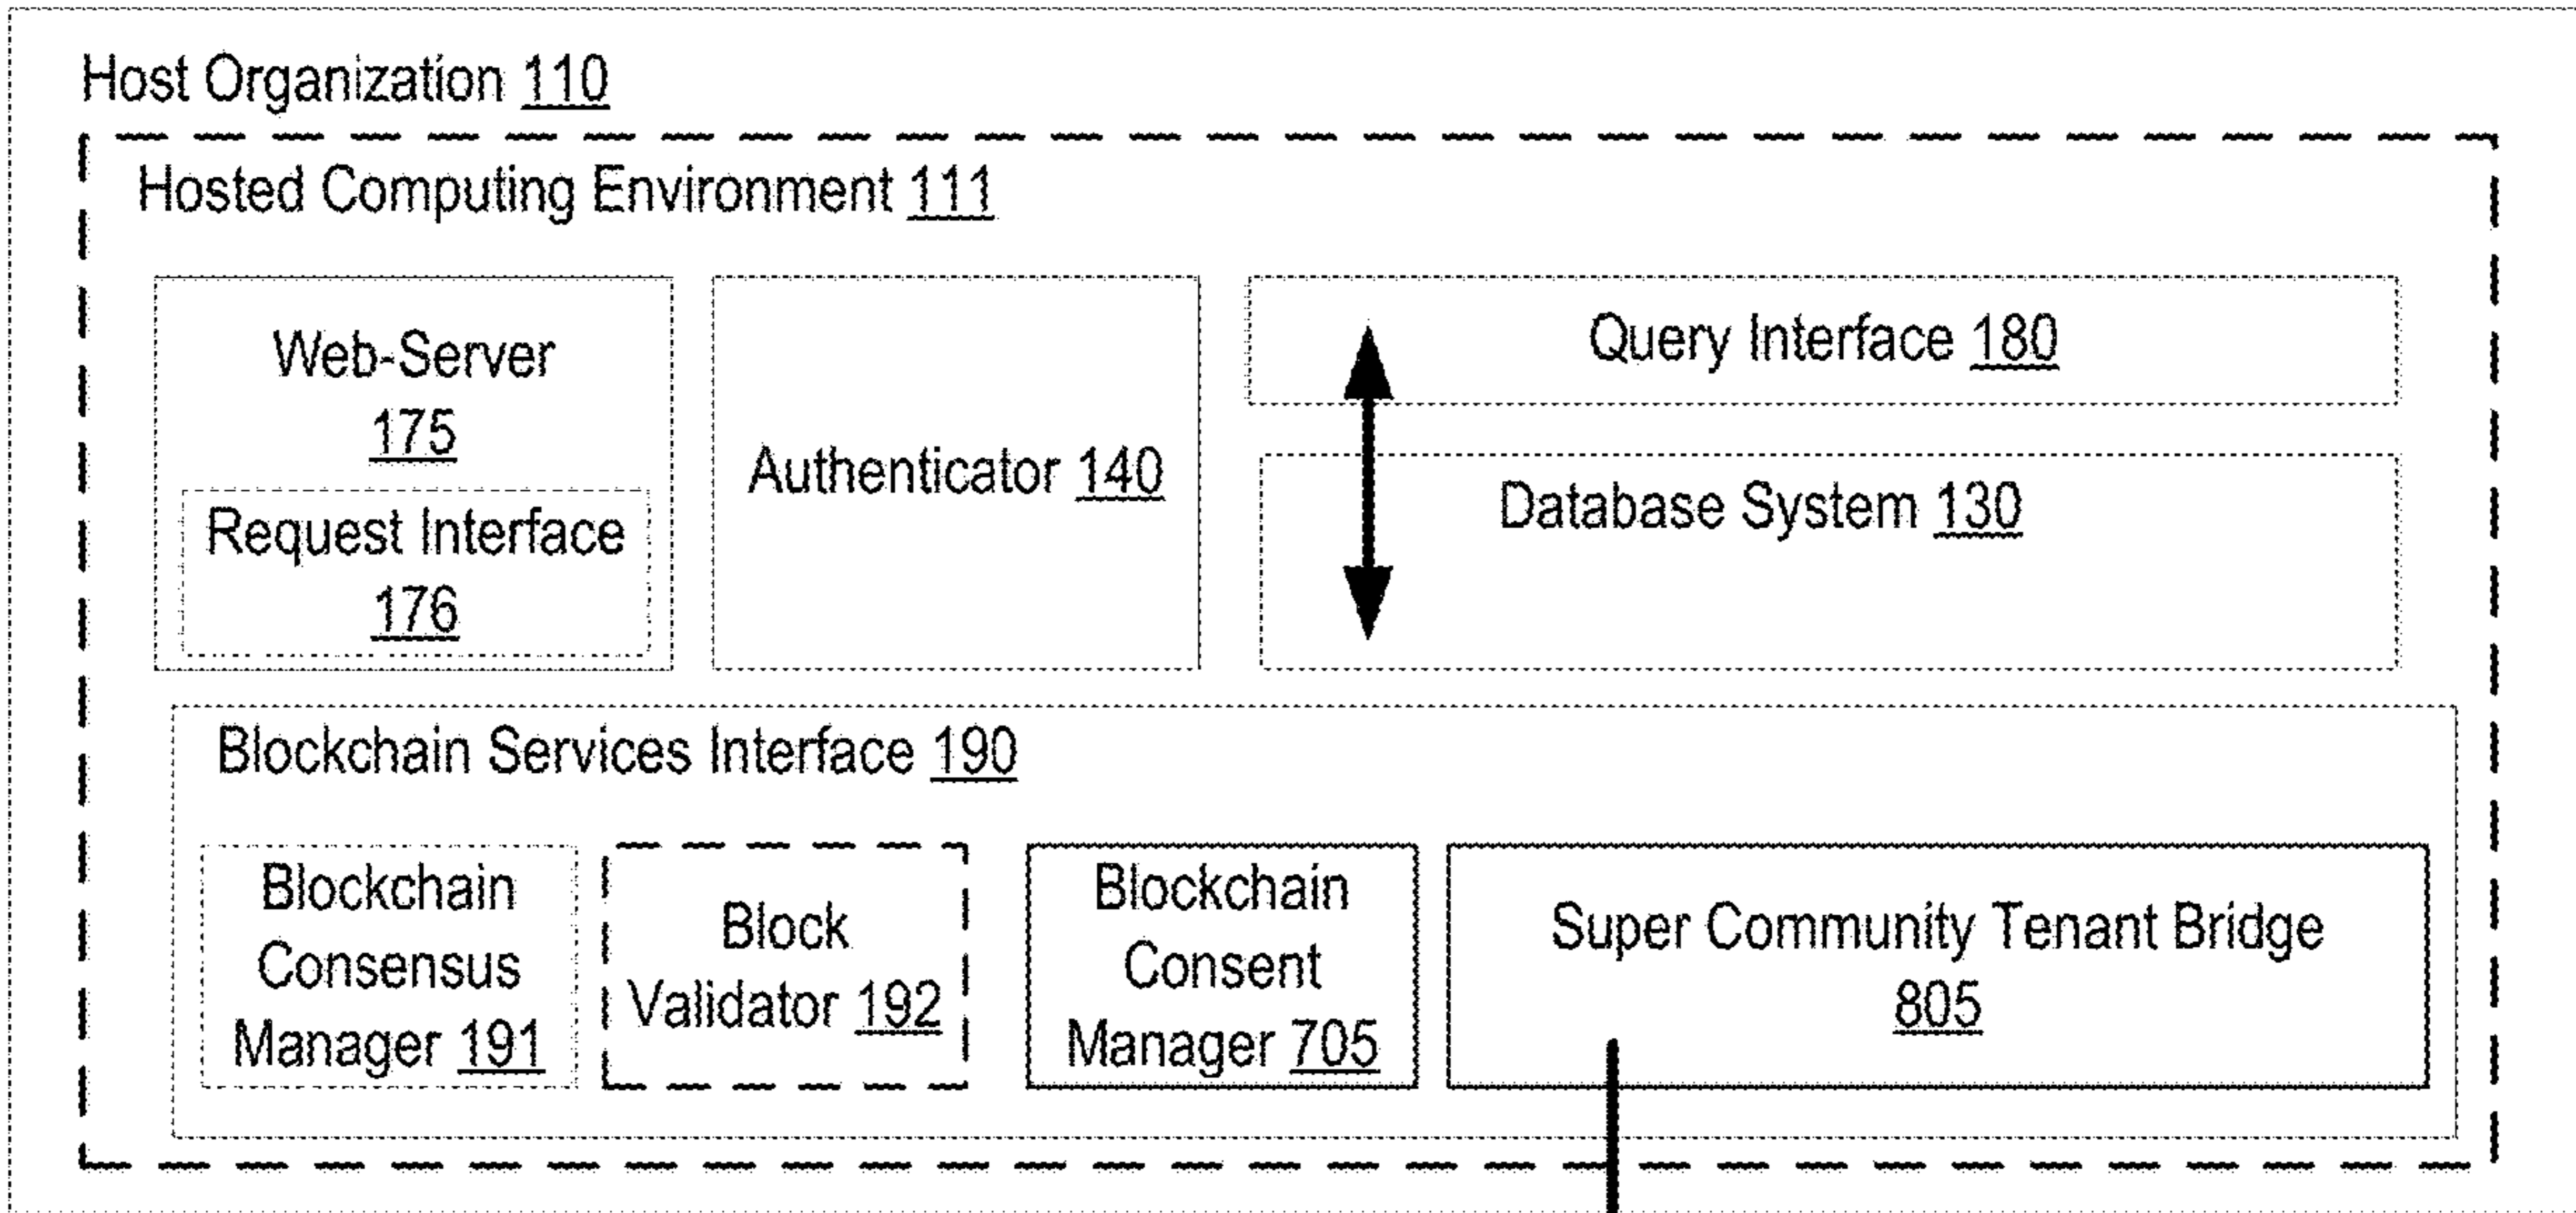 Host Organization 110
Hosted Computing Environment 111
Web-Server
175
Request Interface
176
Authenticator 140
Query Interface 180
Database System 130
Blockchain Services Interface 190
Blockchain
Consensus
Manager 191
Block
Validator 192
Blockchain
Consent
Manager 705
Super Community Tenant Bridge
805